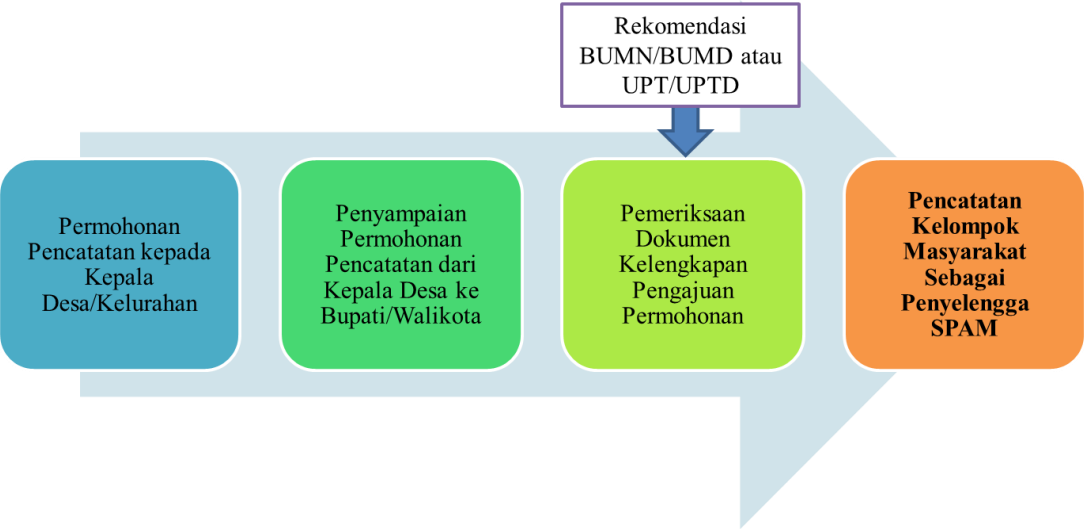 Rekomendasi
BUMN/BUMD atau
UPT/UPTD
Permohonan
Pencatatan kepada
Kepala
Desa/Kelurahan
Penyampaian
Permohonan
Pencatatan dari
Kepala Desa ke
Bupati/Walikota
Pemeriksaan
Dokumen
Kelengkapan
Pengajuan
Permohonan
Pencatatan
Kelompok
Masyarakat
Sebagai
Penyelengga
SPAM